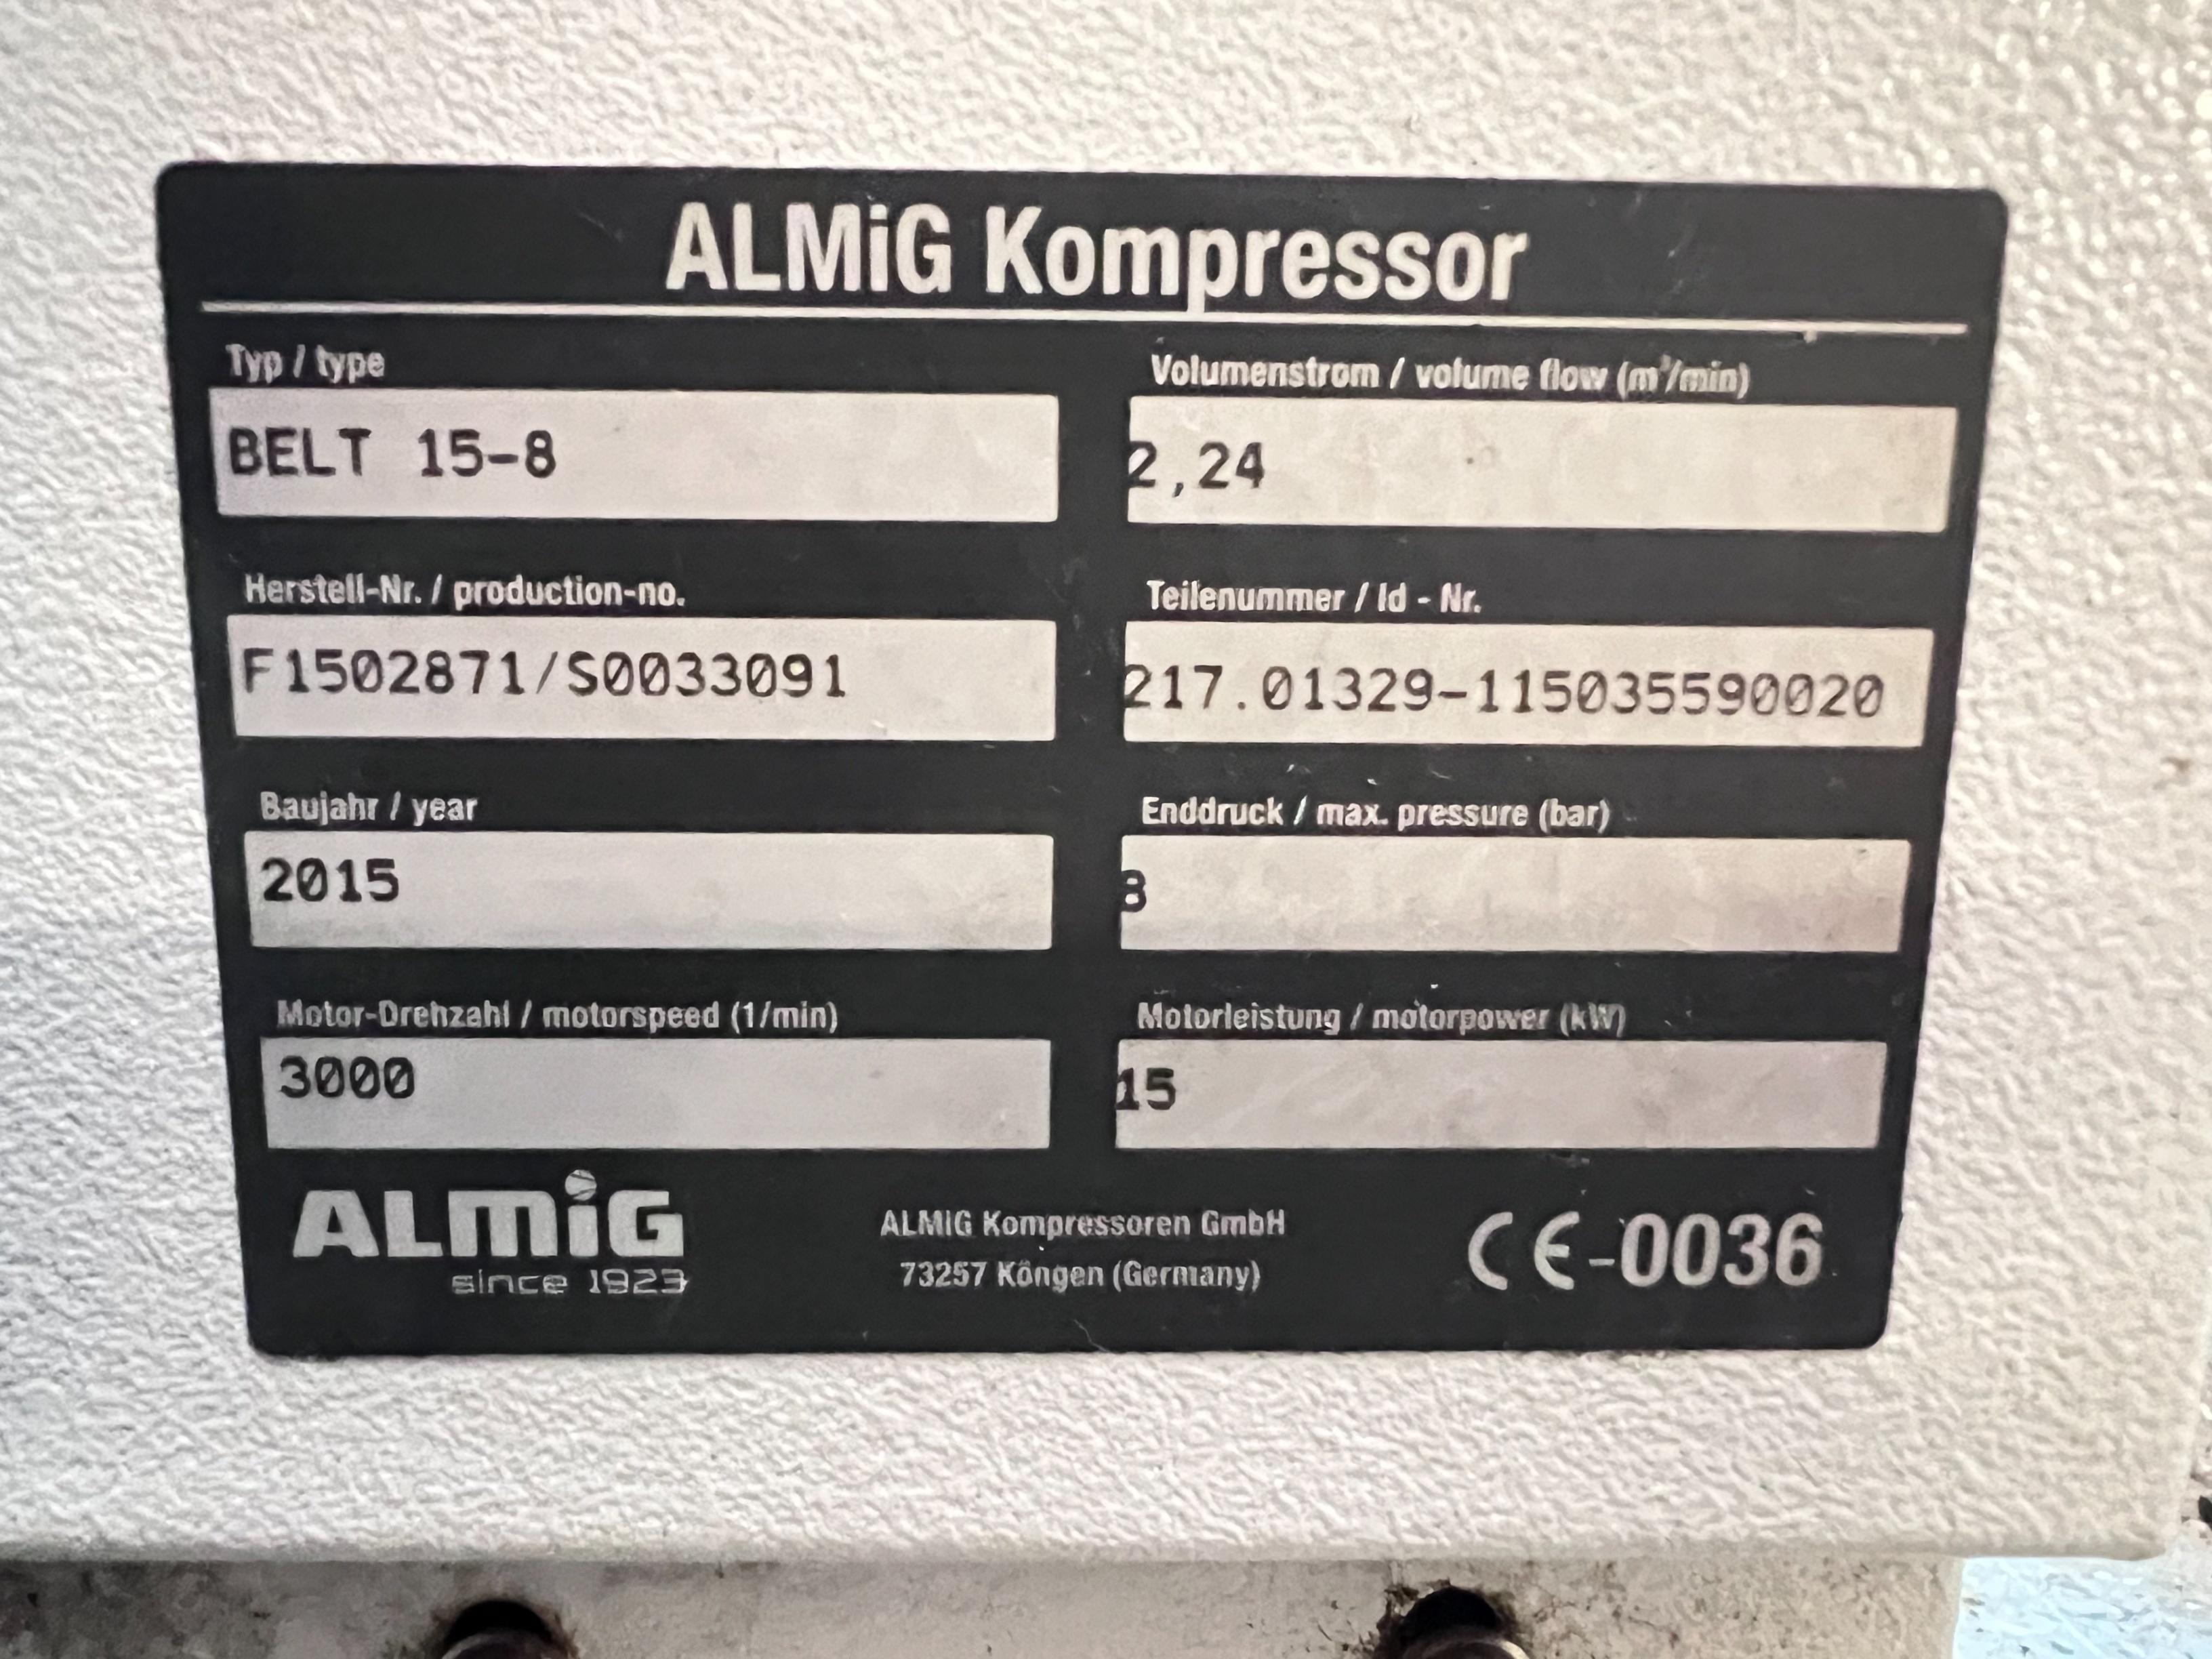 ALMiG Kompressor
Typ / type
BELT 15-8
Volumenstrom / volume flow (m³/min)
2,24
Herstell-Nr. / production-no.
F1502871/S0033091
Teilenummer / Id - Nr.
217.01329-115035590020
Baujahr / year
2015
Enddruck / max. pressure (bar)
8
Motor-Drehzahl / motorspeed (1/min)
3000
Motorleistung / motorpower (kW)
15
ALMiG
since 1923
ALMiG Kompressoren GmbH
73257 Köngen (Germany)
CE-0036